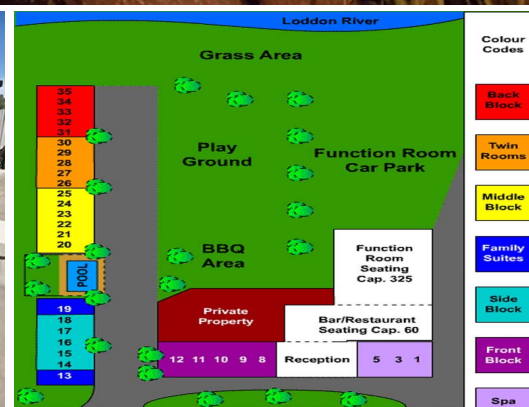 Loddon River
Grass Area
Colour
Codes
35
34
33
32
31
30
29
28
27
26
25
24
23
22
21
20
Play
Ground
Function Room
Car Park
Back
Block
Twin
Rooms
Middle
Block
BBQ
Area
Function
Room
Seating
Cap. 325
Family
Suites
POOL
19
18
17
16
15
14
13
Private
Property
Bar/Restaurant
Seating Cap. 60
Side
Block
12 11 10 9 8
Reception
5 3 1
Front
Block
Spa